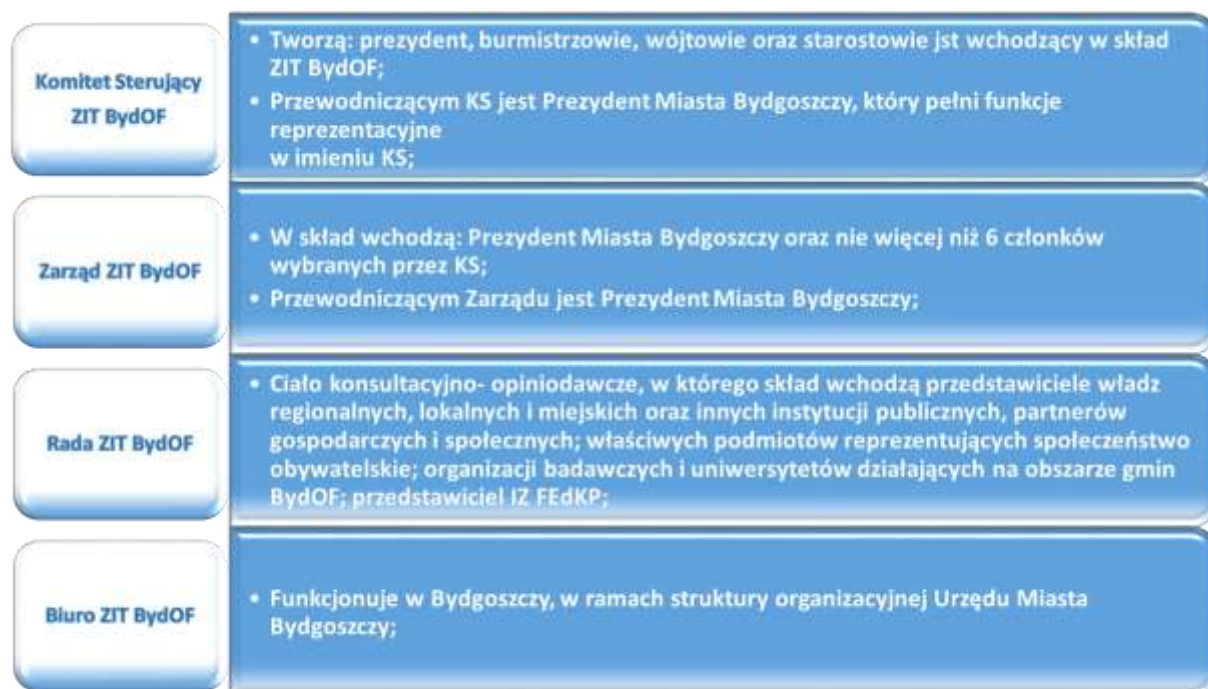 Komitet Sterujący
ZIT BydOF
• Tworzą: prezydent, burmistrzowie, wójtowie oraz starostowie jst wchodzący w skład
ZIT BydOF;
• Przewodniczącym KS jest Prezydent Miasta Bydgoszczy, który pełni funkcje
reprezentacyjne
w imieniu KS;
Zarząd ZIT BydOF
• W skład wchodzą: Prezydent Miasta Bydgoszczy oraz nie więcej niż 6 członków
wybranych przez KS;
• Przewodniczącym Zarządu jest Prezydent Miasta Bydgoszczy;
Rada ZIT BydOF
• Ciało konsultacyjno- opiniodawcze, w którego skład wchodzą przedstawiciele władz
regionalnych, lokalnych i miejskich oraz innych instytucji publicznych, partnerów
gospodarczych i społecznych; właściwych podmiotów reprezentujących społeczeństwo
obywatelskie; organizacji badawczych i uniwersytetów działających na obszarze gmin
BydOF; przedstawiciel IZ FEdKP;
Biuro ZIT BydOF
• Funkcjonuje w Bydgoszczy, w ramach struktury organizacyjnej Urzędu Miasta
Bydgoszczy;